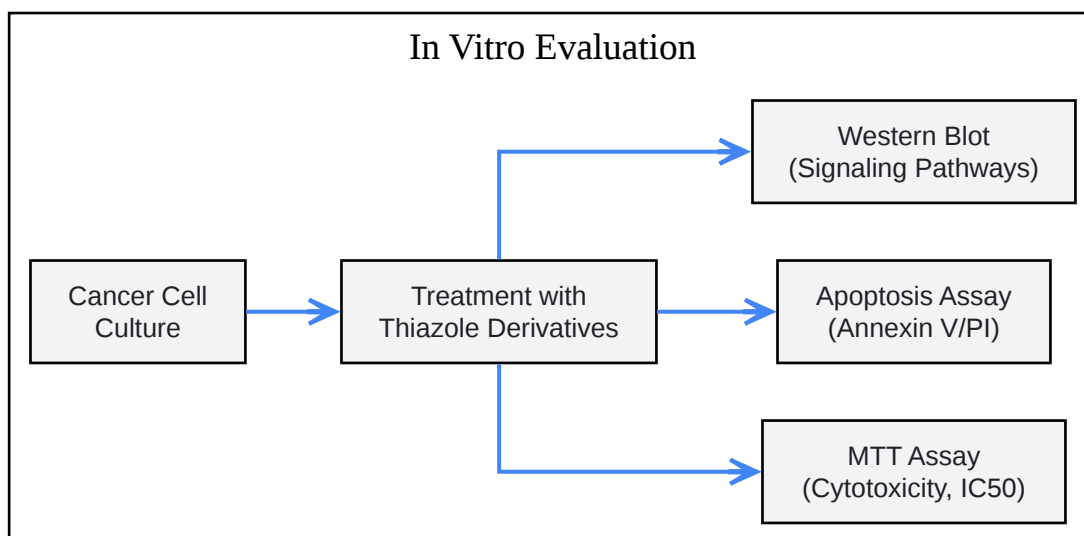 In Vitro Evaluation
Western Blot
(Signaling Pathways)
Cancer Cell
Culture
Treatment with
Thiazole Derivatives
Apoptosis Assay
(Annexin V/PI)
MTT Assay
(Cytotoxicity, IC50)